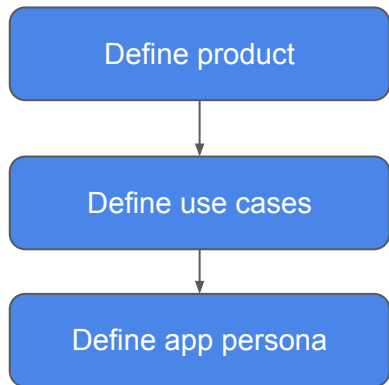 Define product
Define use cases
Define app persona